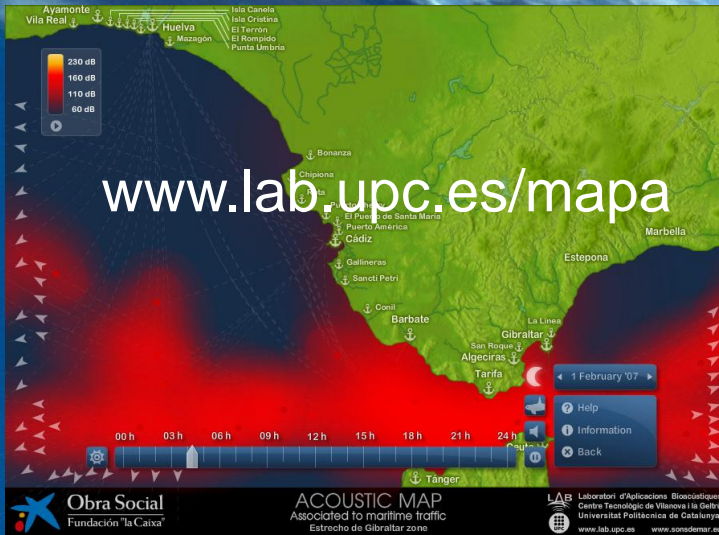 Ayamonte
Vila Real
Isla Canela
Isla Cristina
El Terrón
El Rompido
Punta Umbría
Huelva
Mazagón
230 dB
160 dB
110 dB
60 dB
Bonanza
Chipiona
Rota
www.lab.upc.es/mapa
El Puerto de Santa María
Puerto América
Cádiz
Gallineras
Sancti Petri
Marbella
Estepona
Conil
Barbate
La Línea
Gibraltar
San Roque
Algeciras
Tarifa
1 February '07
Help
Information
Back
00 h 03 h 06 h 09 h 12 h 15 h 18 h 21 h 24 h
Ceuta
Tánger
Obra Social
Fundación "la Caixa"
ACOUSTIC MAP
Associated to maritime traffic
Estrecho de Gibraltar zone
LAB
UPC
Laboratori d'Aplicacions Bioacústiques
Centre Tecnològic de Vilanova i la Geltrú
Universitat Politècnica de Catalunya
www.lab.upc.es www.sonsdemar.eu